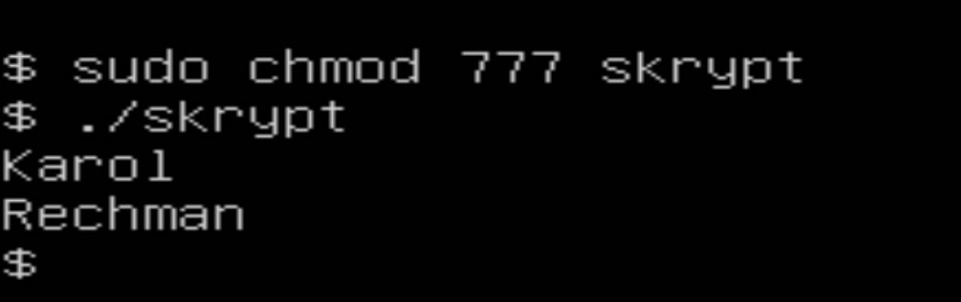 $ sudo chmod 777 skrypt
$ ./skrypt
Karol
Rechman
$